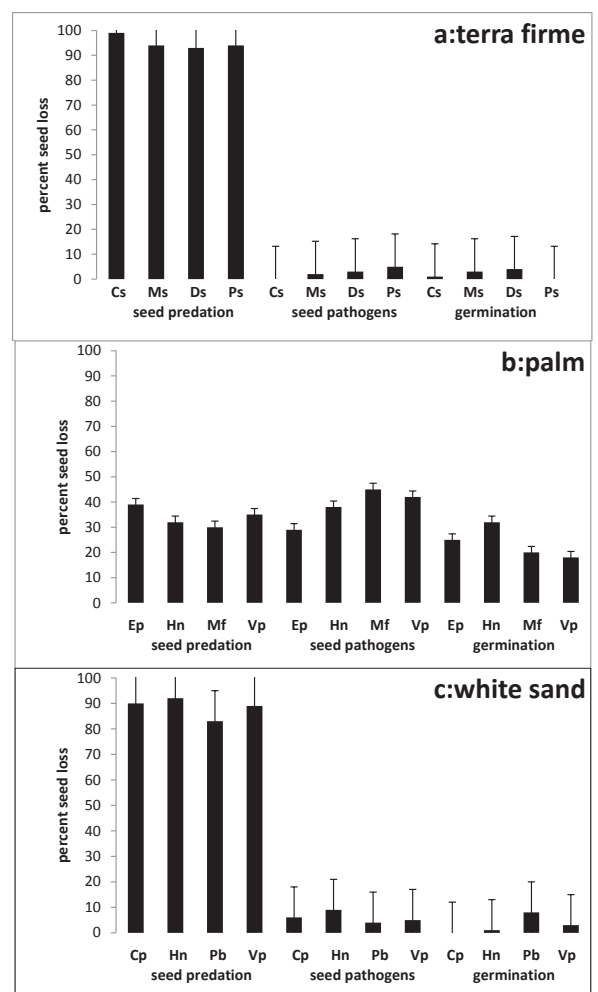 a:terra firme
percent seed loss
100
90
80
70
60
50
40
30
20
10
0
Cs Ms Ds Ps Cs Ms Ds Ps Cs Ms Ds Ps
seed predation seed pathogens germination
b:palm
percent seed loss
100
90
80
70
60
50
40
30
20
10
0
Ep Hn Mf Vp Ep Hn Mf Vp Ep Hn Mf Vp
seed predation seed pathogens germination
c:white sand
percent seed loss
100
90
80
70
60
50
40
30
20
10
0
Cp Hn Pb Vp Cp Hn Pb Vp Cp Hn Pb Vp
seed predation seed pathogens germination